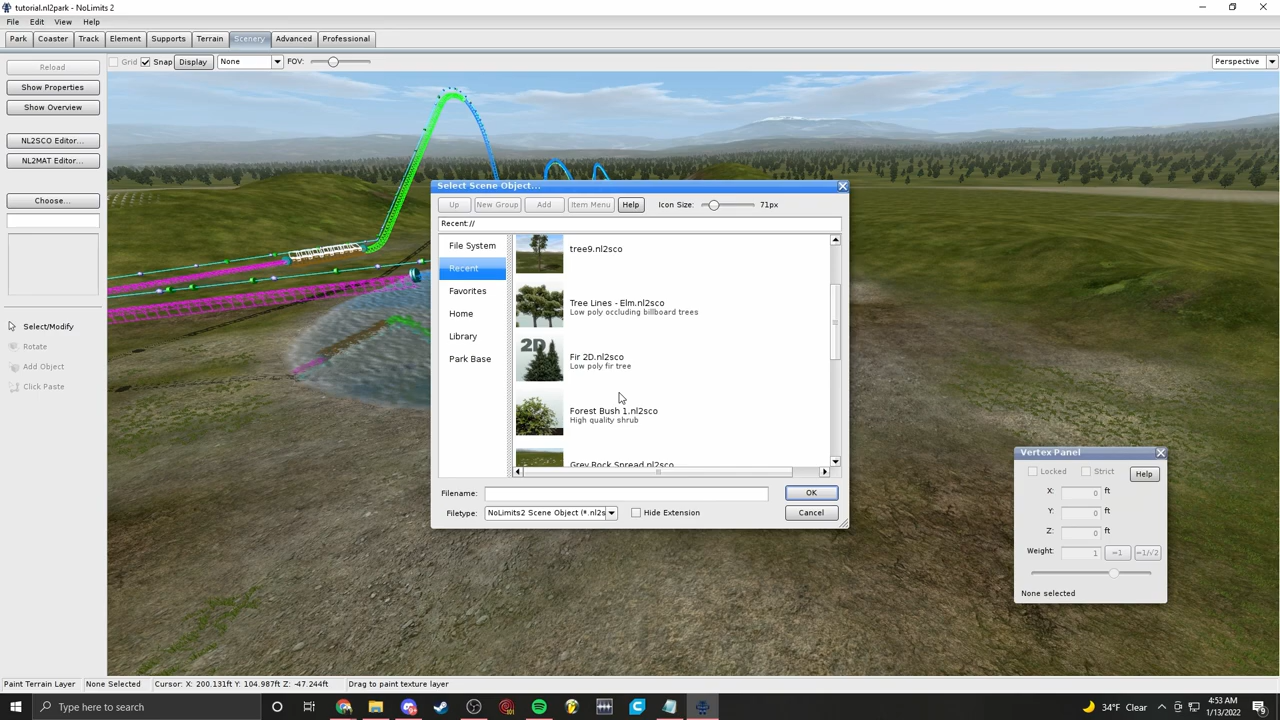 tutorial.nl2park - NoLimits 2
File Edit View Help
Park Coaster Track Element Supports Terrain Scenery Advanced Professional
Reload Grid Snap Display None FOV: Perspective
Show Properties
Show Overview
NL2SCO Editor...
NL2MAT Editor...
Choose...
Select/Modify
Rotate
Add Object
Click Paste
Select Scene Object...
Up New Group Add Item Menu Help Icon Size: 71px
Recent://
File System
Recent
Favorites
Home
Library
Park Base
tree9.nl2sco
Tree Lines - Elm.nl2sco
Low poly occluding billboard trees
2D
Fir 2D.nl2sco
Low poly fir tree
Forest Bush 1.nl2sco
High quality shrub
Grey Rock Spread.nl2sco
Filename: OK
Filetype: NoLimits2 Scene Object (*.nl2s Hide Extension Cancel
Vertex Panel
Locked Strict Help
X: 0 ft
Y: 0 ft
Z: 0 ft
Weight: 1 =1 =1/√2
None selected
Paint Terrain Layer None Selected Cursor: X: 200.131ft Y: 104.987ft Z: -47.244ft Drag to paint texture layer
Type here to search
34°F Clear
4:53 AM
1/13/2022